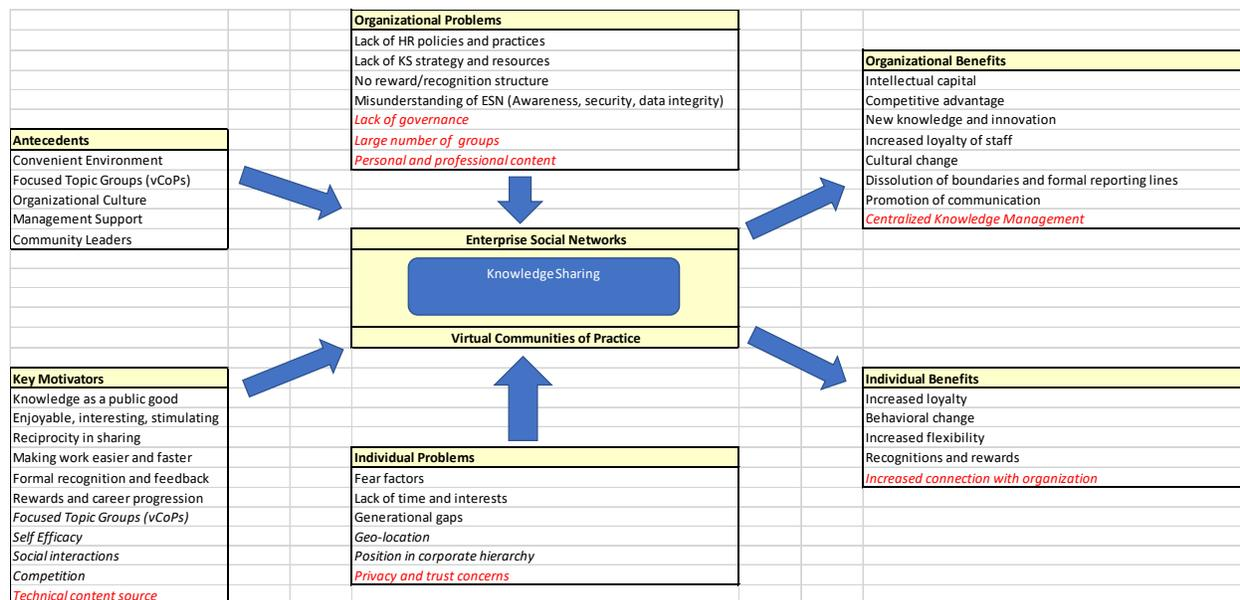 Organizational Problems
Lack of HR policies and practices
Lack of KS strategy and resources
No reward/recognition structure
Misunderstanding of ESN (Awareness, security, data integrity)
Lack of governance
Large number of groups
Personal and professional content
Organizational Benefits
Intellectual capital
Competitive advantage
New knowledge and innovation
Increased loyalty of staff
Cultural change
Dissolution of boundaries and formal reporting lines
Promotion of communication
Centralized Knowledge Management
Antecedents
Convenient Environment
Focused Topic Groups (vCoPs)
Organizational Culture
Management Support
Community Leaders
Enterprise Social Networks
KnowledgeSharing
Virtual Communities of Practice
Key Motivators
Knowledge as a public good
Enjoyable, interesting, stimulating
Reciprocity in sharing
Making work easier and faster
Formal recognition and feedback
Rewards and career progression
Focused Topic Groups (vCoPs)
Self Efficacy
Social interactions
Competition
Technical content source
Individual Problems
Fear factors
Lack of time and interests
Generational gaps
Geo-location
Position in corporate hierarchy
Privacy and trust concerns
Individual Benefits
Increased loyalty
Behavioral change
Increased flexibility
Recognitions and rewards
Increased connection with organization